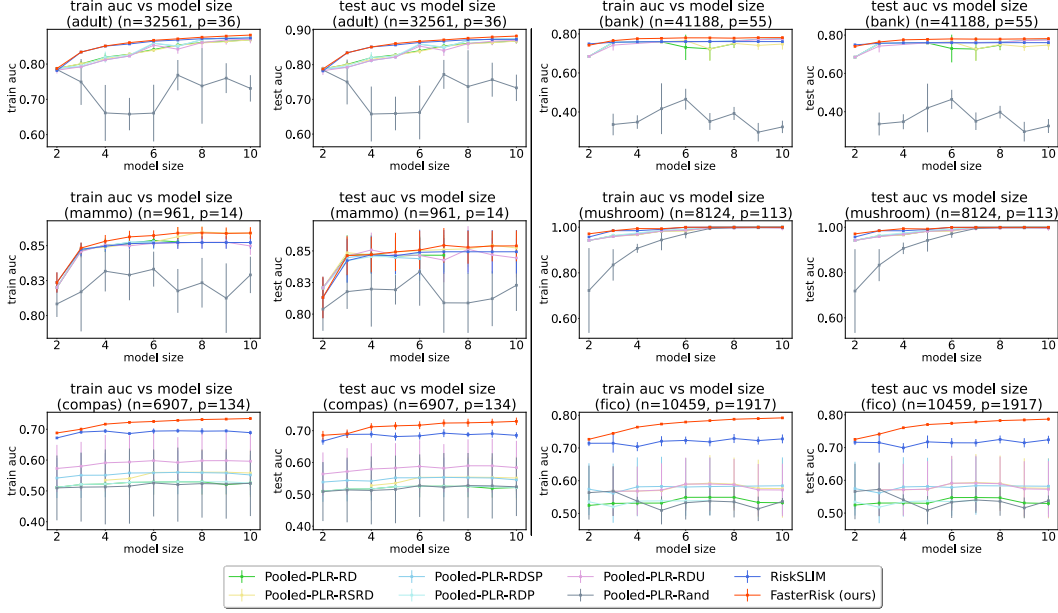 train auc vs model size
(adult) (n=32561, p=36)
train auc
0.90
0.80
0.70
0.60
2 4 6 8 10
model size
test auc vs model size
(adult) (n=32561, p=36)
test auc
0.90
0.80
0.70
0.60
2 4 6 8 10
model size
train auc vs model size
(bank) (n=41188, p=55)
train auc
0.80
0.60
0.40
2 4 6 8 10
model size
test auc vs model size
(bank) (n=41188, p=55)
test auc
0.80
0.60
0.40
2 4 6 8 10
model size
train auc vs model size
(mammo) (n=961, p=14)
train auc
0.85
0.83
0.80
2 4 6 8 10
model size
test auc vs model size
(mammo) (n=961, p=14)
test auc
0.85
0.83
0.80
2 4 6 8 10
model size
train auc vs model size
(mushroom) (n=8124, p=113)
train auc
1.00
0.80
0.60
2 4 6 8 10
model size
test auc vs model size
(mushroom) (n=8124, p=113)
test auc
1.00
0.80
0.60
2 4 6 8 10
model size
train auc vs model size
(compas) (n=6907, p=134)
train auc
0.70
0.60
0.50
0.40
2 4 6 8 10
model size
test auc vs model size
(compas) (n=6907, p=134)
test auc
0.70
0.60
0.50
0.40
2 4 6 8 10
model size
train auc vs model size
(fico) (n=10459, p=1917)
train auc
0.80
0.70
0.60
0.50
2 4 6 8 10
model size
test auc vs model size
(fico) (n=10459, p=1917)
test auc
0.80
0.70
0.60
0.50
2 4 6 8 10
model size
Pooled-PLR-RD
Pooled-PLR-RSRD
Pooled-PLR-RDSP
Pooled-PLR-RDP
Pooled-PLR-RDU
Pooled-PLR-Rand
RiskSLIM
FasterRisk (ours)